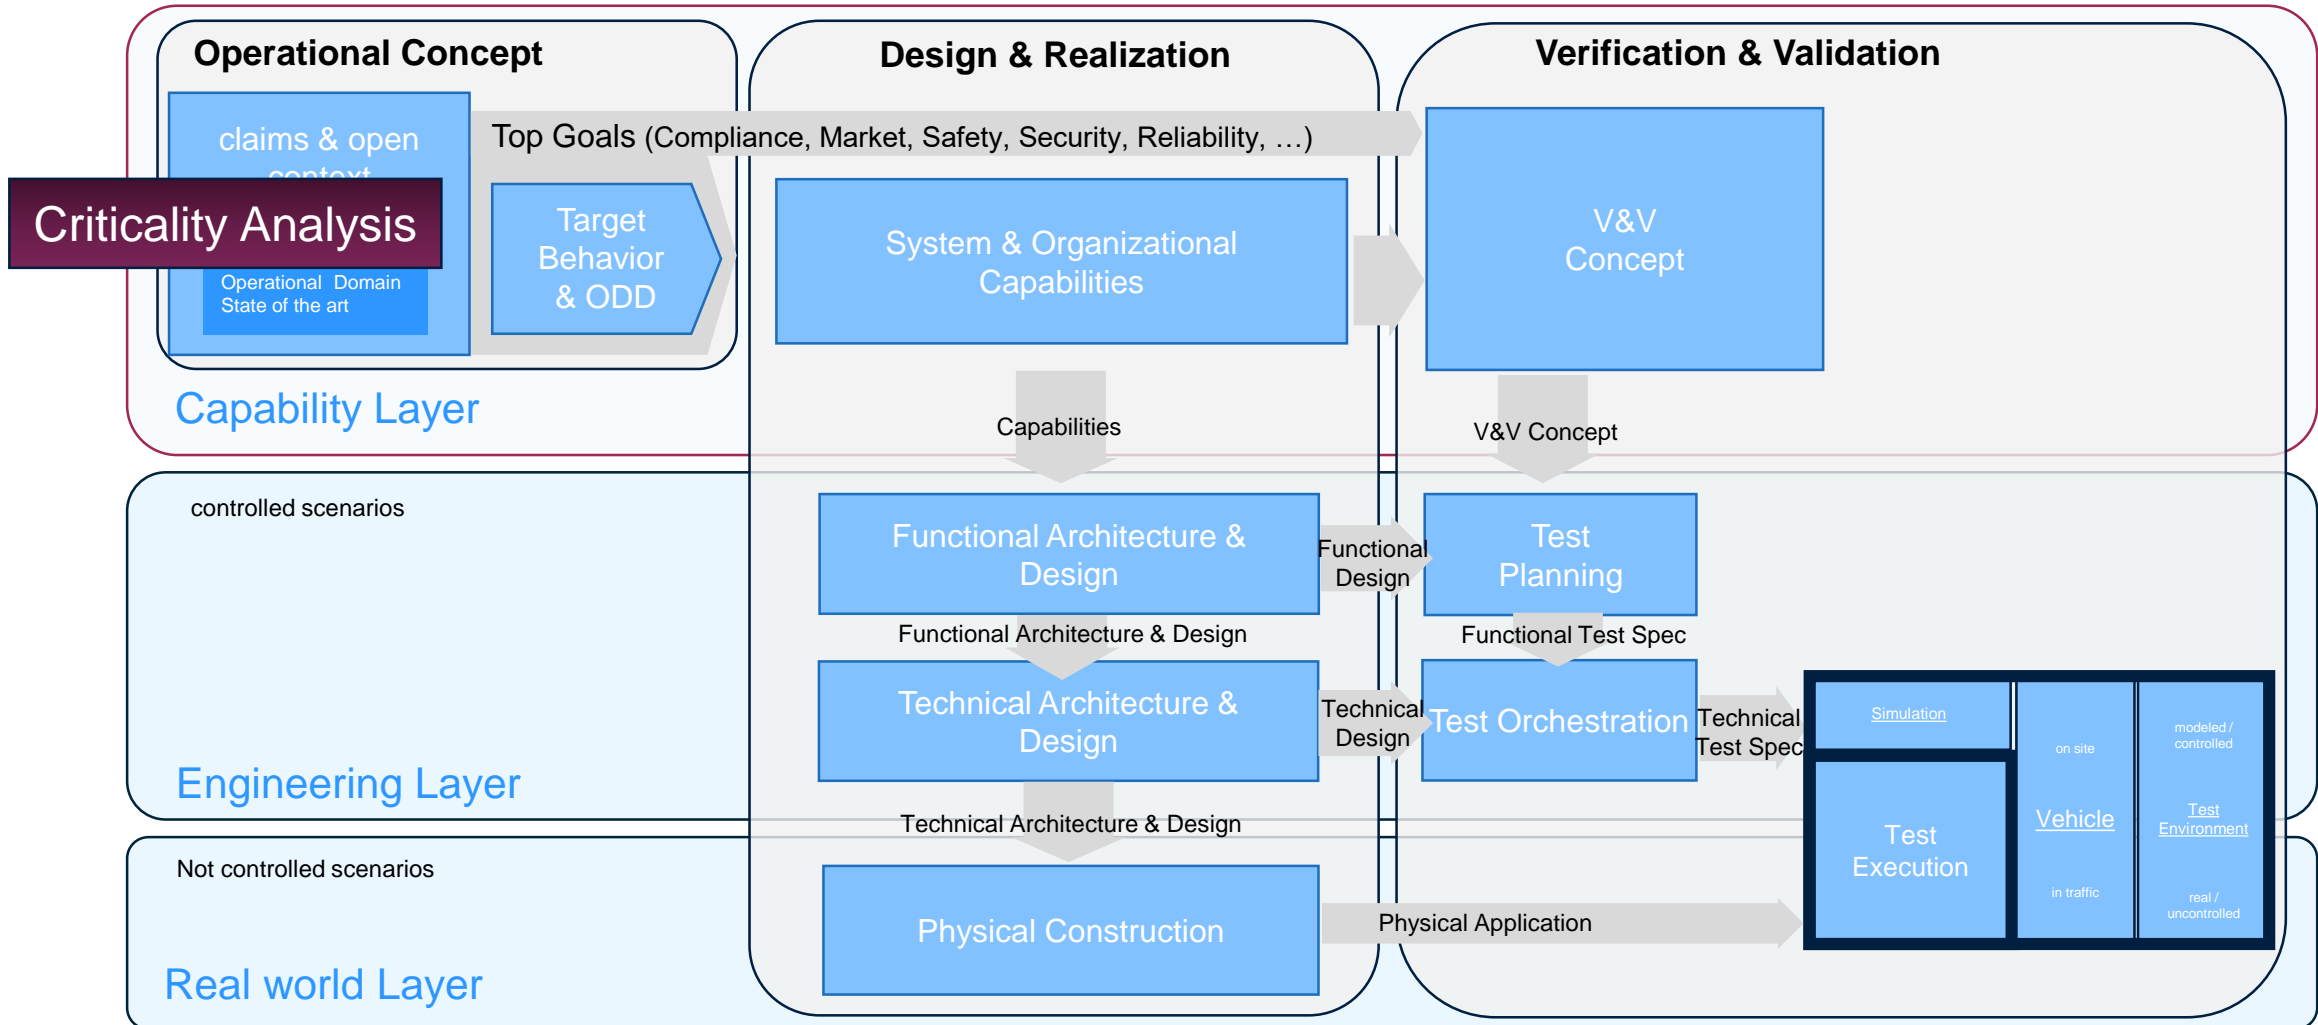 Operational Concept
Design & Realization
Verification & Validation
claims & open
context
Top Goals (Compliance, Market, Safety, Security, Reliability, …)
Criticality Analysis
Operational Domain
State of the art
Target
Behavior
& ODD
System & Organizational
Capabilities
V&V
Concept
Capability Layer
Capabilities
V&V Concept
controlled scenarios
Functional Architecture &
Design
Functional
Design
Test
Planning
Functional Architecture & Design
Functional Test Spec
Technical Architecture &
Design
Technical
Design
Test Orchestration
Technical
Test Spec
Simulation
on site
modeled /
controlled
Engineering Layer
Technical Architecture & Design
Test
Execution
Vehicle
Test
Environment
in traffic
real /
uncontrolled
Not controlled scenarios
Physical Construction
Physical Application
Real world Layer